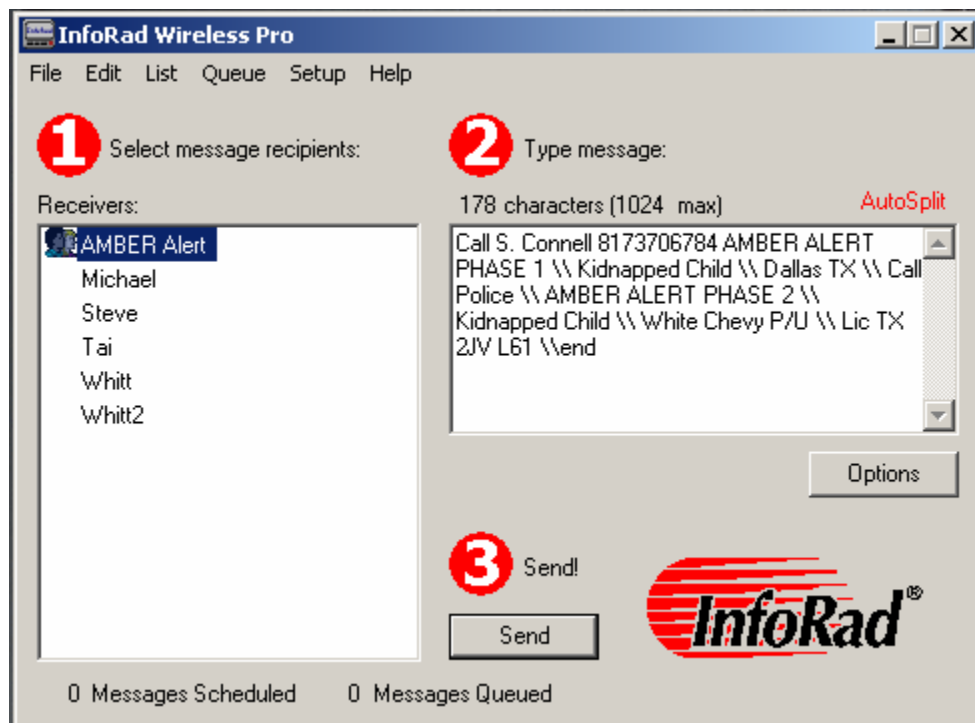 InfoRad Wireless Pro
File Edit List Queue Setup Help
1 Select message recipients:
2 Type message:
Receivers:
178 characters (1024 max) AutoSplit
AMBER Alert
Michael
Steve
Tai
Whitt
Whitt2
Call S. Connell 8173706784 AMBER ALERT
PHASE 1 \\ Kidnapped Child \\ Dallas TX \\ Call
Police \\ AMBER ALERT PHASE 2 \\
Kidnapped Child \\ White Chevy P/U \\ Lic TX
2JV L61 \\end
Options
3 Send!
Send
InfoRad®
0 Messages Scheduled 0 Messages Queued